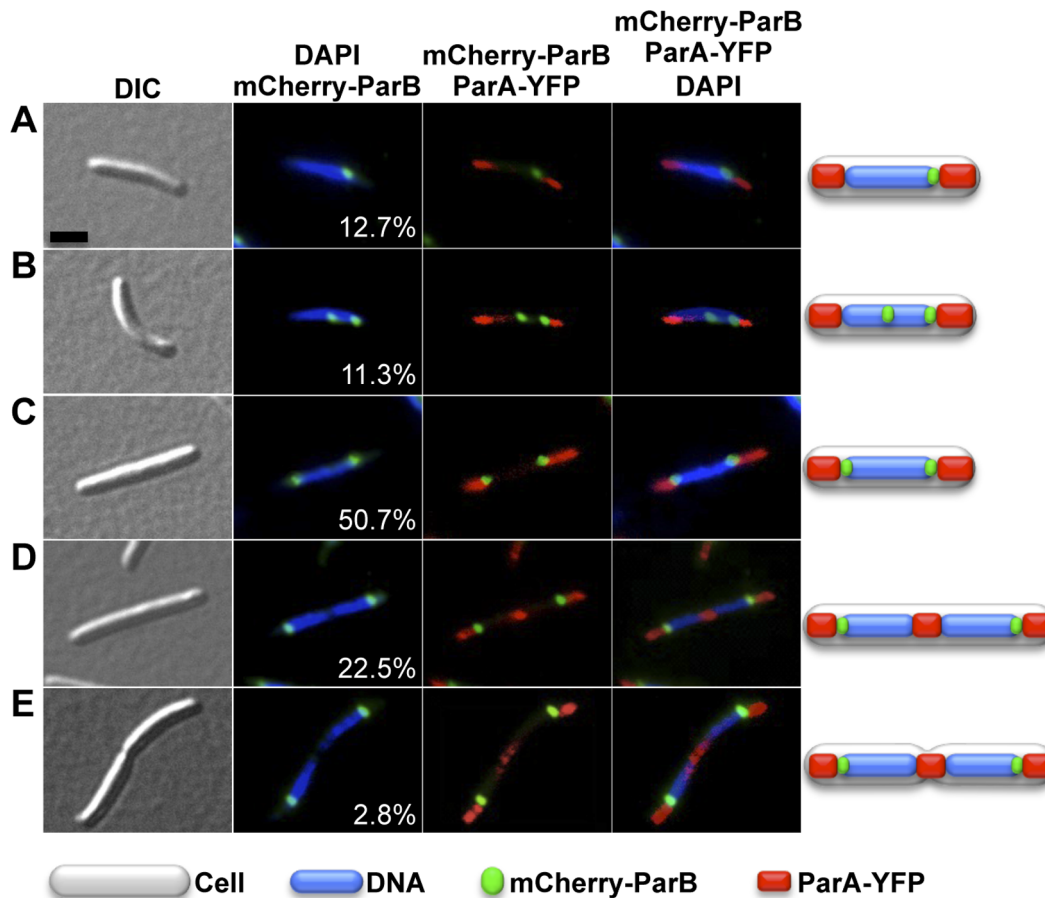 DIC
DAPI
mCherry-ParB
mCherry-ParB
ParA-YFP
mCherry-ParB
ParA-YFP
DAPI
A
12.7%
B
11.3%
C
50.7%
D
22.5%
E
2.8%
Cell
DNA
mCherry-ParB
ParA-YFP